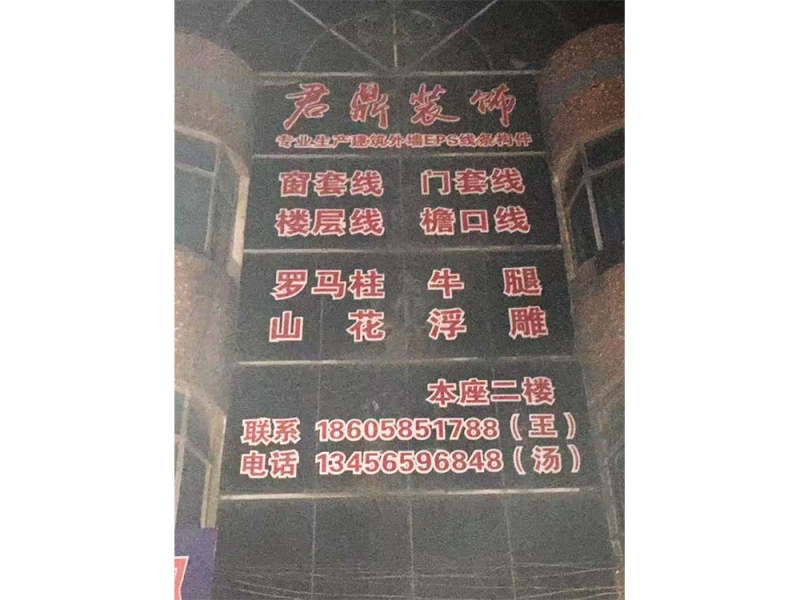 君鼎装饰
专业生产建筑外墙EPS线条构件
窗套线 门套线
楼层线 檐口线
罗马柱 牛腿
山花 浮雕
本座二楼
联系 18605851788（王）
电话 13456596848（汤）